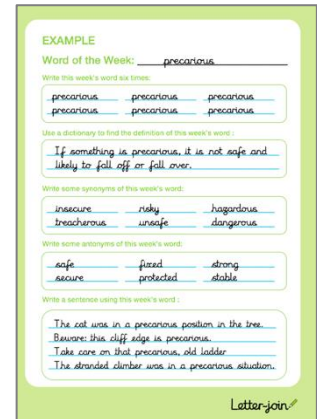 EXAMPLE
Word of the Week: precarious
Write this week's word six times:
precarious precarious precarious
precarious precarious precarious
Use a dictionary to find the definition of this week's word :
If something is precarious, it is not safe and
likely to fall off or fall over.
Write some synonyms of this week's word:
insecure risky hazardous
treacherous unsafe dangerous
Write some antonyms of this week's word:
safe fixed strong
secure protected stable
Write a sentence using this week's word :
The cat was in a precarious position in the tree.
Beware: this cliff edge is precarious.
Take care on that precarious, old ladder
The stranded climber was in a precarious situation.
Letter-join